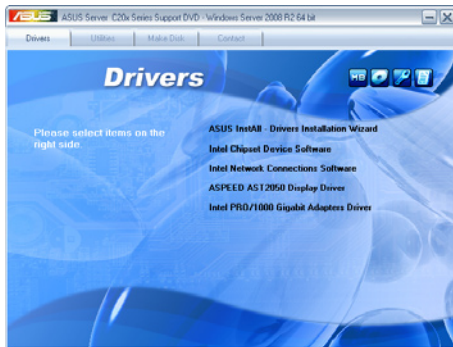 ASUS ASUS Server C20x Series Support DVD - Windows Server 2008 R2 64 bit
Drivers Utilities Make Disk Contact
Drivers
MB
Please select items on the
right side.
ASUS InstAll - Drivers Installation Wizard
Intel Chipset Device Software
Intel Network Connections Software
ASPEED AST2050 Display Driver
Intel PRO/1000 Gigabit Adapters Driver